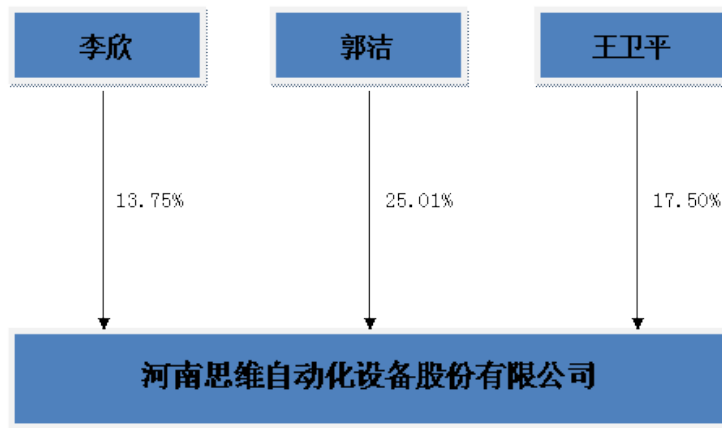 李欣
郭洁
王卫平
13.75%
25.01%
17.50%
河南思维自动化设备股份有限公司